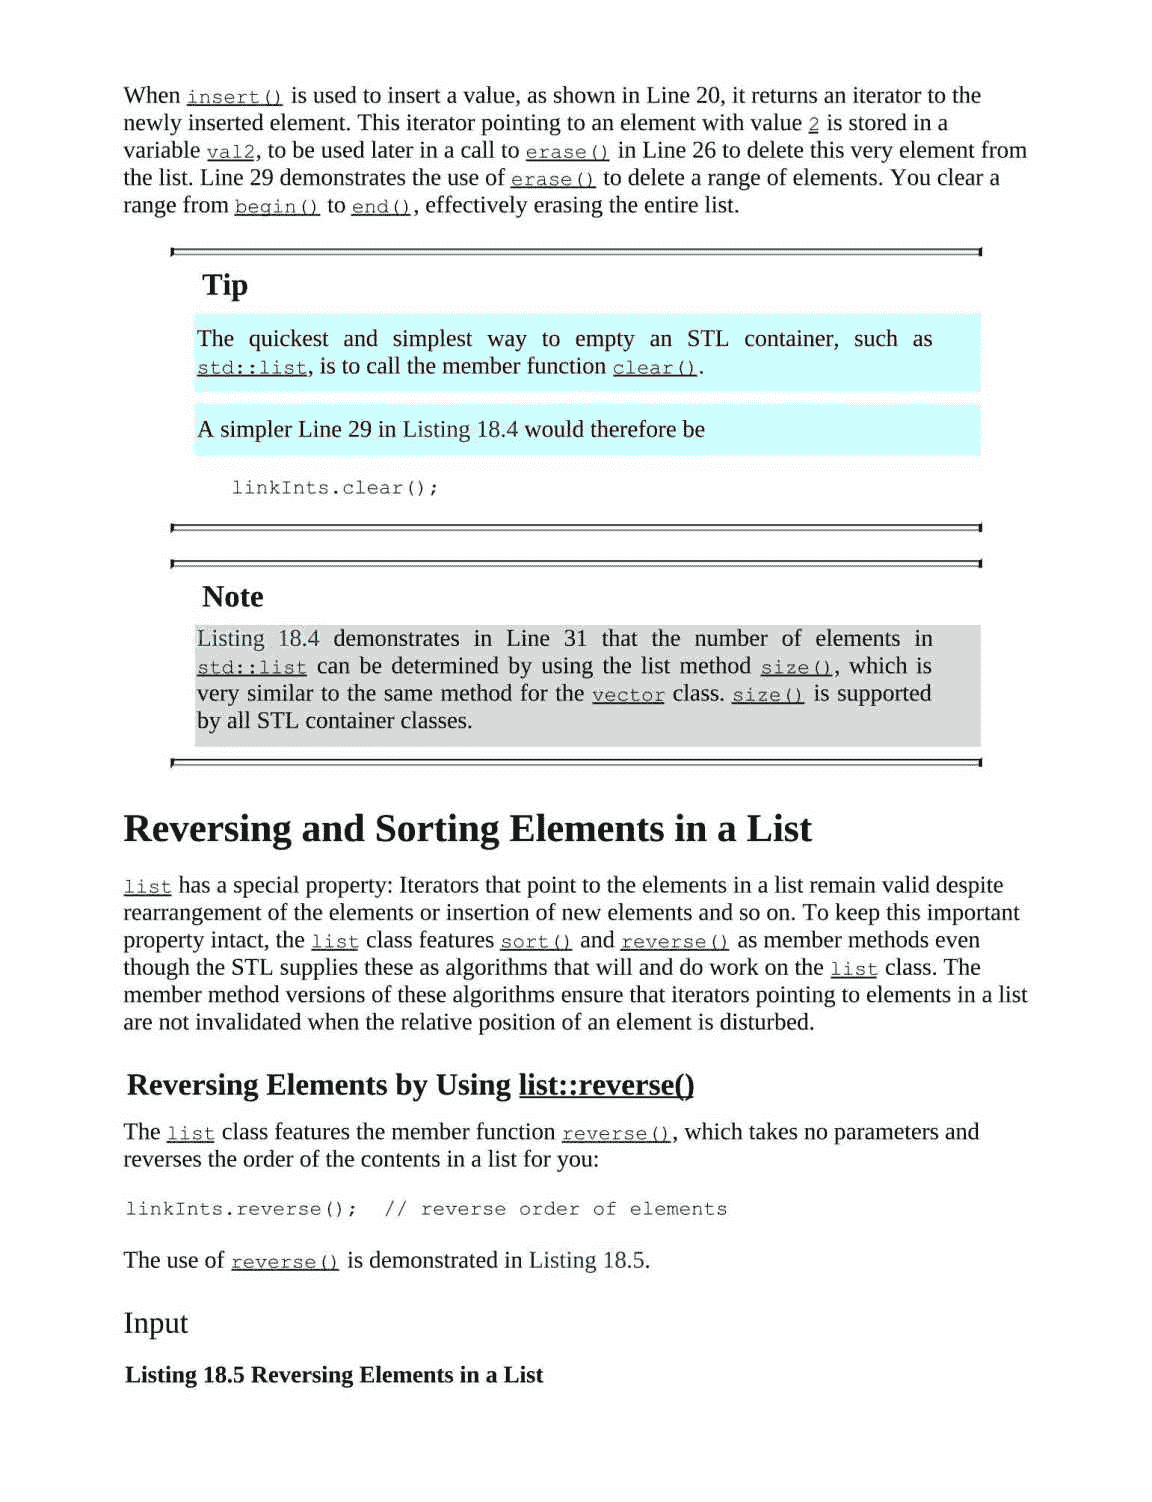 When insert() is used to insert a value, as shown in Line 20, it returns an iterator to the
newly inserted element. This iterator pointing to an element with value 2 is stored in a
variable val2, to be used later in a call to erase() in Line 26 to delete this very element from
the list. Line 29 demonstrates the use of erase() to delete a range of elements. You clear a
range from begin() to end(), effectively erasing the entire list.
Tip
The quickest and simplest way to empty an STL container, such as
std::list, is to call the member function clear().
A simpler Line 29 in Listing 18.4 would therefore be
linkInts.clear();
Note
Listing 18.4 demonstrates in Line 31 that the number of elements in
std::list can be determined by using the list method size(), which is
very similar to the same method for the vector class. size() is supported
by all STL container classes.
Reversing and Sorting Elements in a List
list has a special property: Iterators that point to the elements in a list remain valid despite
rearrangement of the elements or insertion of new elements and so on. To keep this important
property intact, the list class features sort() and reverse() as member methods even
though the STL supplies these as algorithms that will and do work on the list class. The
member method versions of these algorithms ensure that iterators pointing to elements in a list
are not invalidated when the relative position of an element is disturbed.
Reversing Elements by Using list::reverse()
The list class features the member function reverse(), which takes no parameters and
reverses the order of the contents in a list for you:
linkInts.reverse();  // reverse order of elements
The use of reverse() is demonstrated in Listing 18.5.
Input
Listing 18.5 Reversing Elements in a List